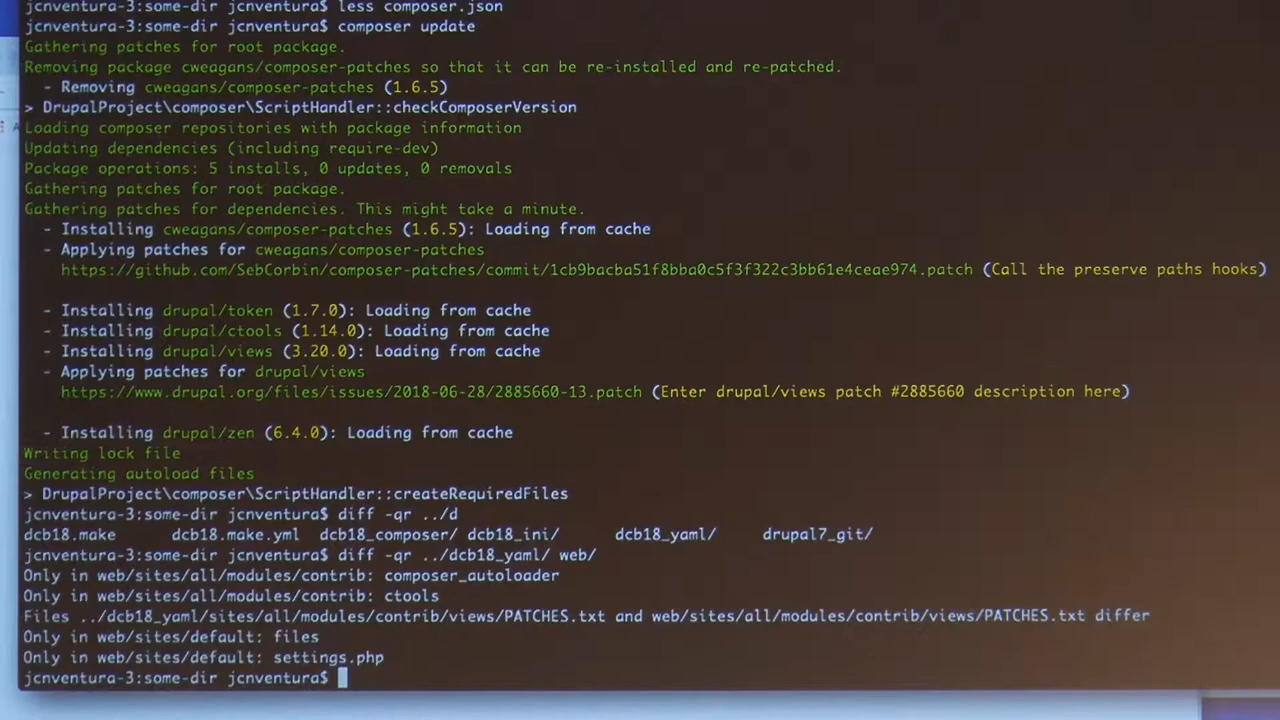 jcnventura-3:some-dir jcnventura$ less composer.json
jcnventura-3:some-dir jcnventura$ composer update
Gathering patches for root package.
Removing package cweagans/composer-patches so that it can be re-installed and re-patched.
- Removing cweagans/composer-patches (1.6.5)
> DrupalProject\composer\ScriptHandler::checkComposerVersion
Loading composer repositories with package information
Updating dependencies (including require-dev)
Package operations: 5 installs, 0 updates, 0 removals
Gathering patches for root package.
Gathering patches for dependencies. This might take a minute.
- Installing cweagans/composer-patches (1.6.5): Loading from cache
- Applying patches for cweagans/composer-patches
https://github.com/SebCorbin/composer-patches/commit/1cb9bacba51f8bba0c5f3f322c3bb61e4ceae974.patch (Call the preserve paths hooks)
- Installing drupal/token (1.7.0): Loading from cache
- Installing drupal/ctools (1.14.0): Loading from cache
- Installing drupal/views (3.20.0): Loading from cache
- Applying patches for drupal/views
https://www.drupal.org/files/issues/2018-06-28/2885660-13.patch (Enter drupal/views patch #2885660 description here)
- Installing drupal/zen (6.4.0): Loading from cache
Writing lock file
Generating autoload files
> DrupalProject\composer\ScriptHandler::createRequiredFiles
jcnventura-3:some-dir jcnventura$ diff -qr ../d
dcb18.make dcb18.make.yml dcb18_composer/ dcb18_ini/ dcb18_yaml/ drupal7_git/
jcnventura-3:some-dir jcnventura$ diff -qr ../dcb18_yaml/ web/
Only in web/sites/all/modules/contrib: composer_autoloader
Only in web/sites/all/modules/contrib: ctools
Files ../dcb18_yaml/sites/all/modules/contrib/views/PATCHES.txt and web/sites/all/modules/contrib/views/PATCHES.txt differ
Only in web/sites/default: files
Only in web/sites/default: settings.php
jcnventura-3:some-dir jcnventura$